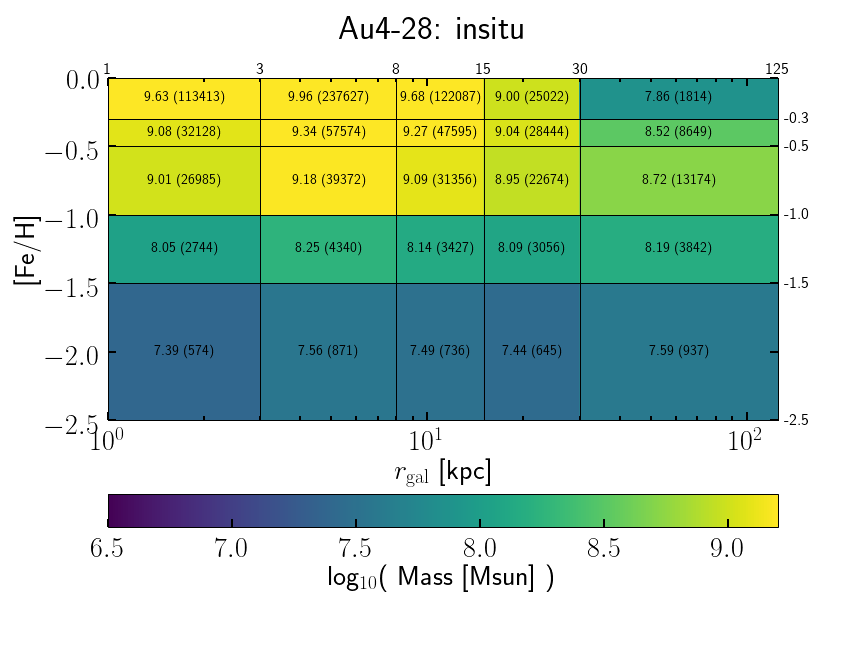 Au4-28: insitu
1 3 8 15 30 125
0.0 9.63 (113413) 9.96 (237627) 9.68 (122087) 9.00 (25022) 7.86 (1814)
-0.3
9.08 (32128) 9.34 (57574) 9.27 (47595) 9.04 (28444) 8.52 (8649)
−0.5 -0.5
9.01 (26985) 9.18 (39372) 9.09 (31356) 8.95 (22674) 8.72 (13174)
−1.0 -1.0
[Fe/H]
8.05 (2744) 8.25 (4340) 8.14 (3427) 8.09 (3056) 8.19 (3842)
−1.5 -1.5
−2.0 7.39 (574) 7.56 (871) 7.49 (736) 7.44 (645) 7.59 (937)
−2.5 -2.5
10⁰ 10¹ 10²
r_gal [kpc]
6.5 7.0 7.5 8.0 8.5 9.0
log₁₀( Mass [Msun] )